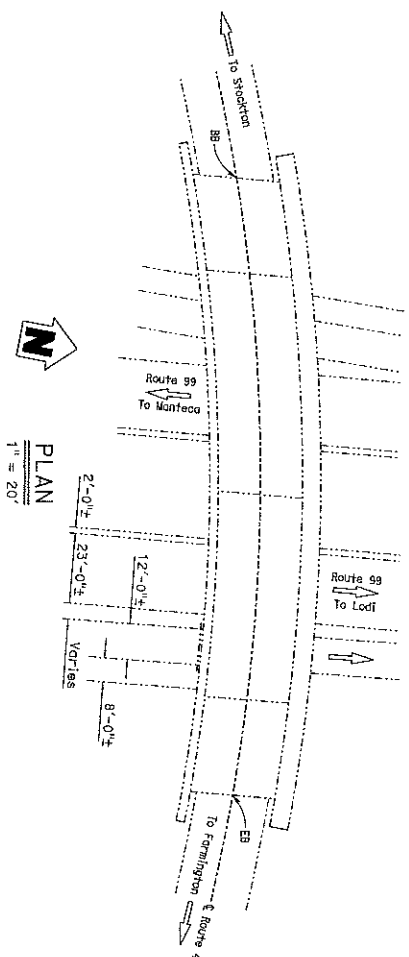 To Stockton
BB
Route 99
To Manteca
N
PLAN
1" = 20'
2'-0"±
23'-0"±
12'-0"±
Varies
8'-0"±
Route 99
To Lodi
EB
To Farmington
℄ Route 4